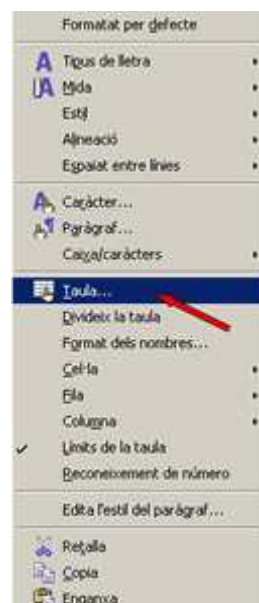 Formatat per defecte
Tipus de lletra
Mida
Estil
Alineació
Espaiat entre línies
Caràcter...
Paràgraf...
Caixa/caràcters
Taula...
Divideix la taula
Format dels nombres...
Cel·la
Fila
Columna
Límits de la taula
Reconeixement de número
Edita l'estil del paràgraf...
Retalla
Copia
Enganxa